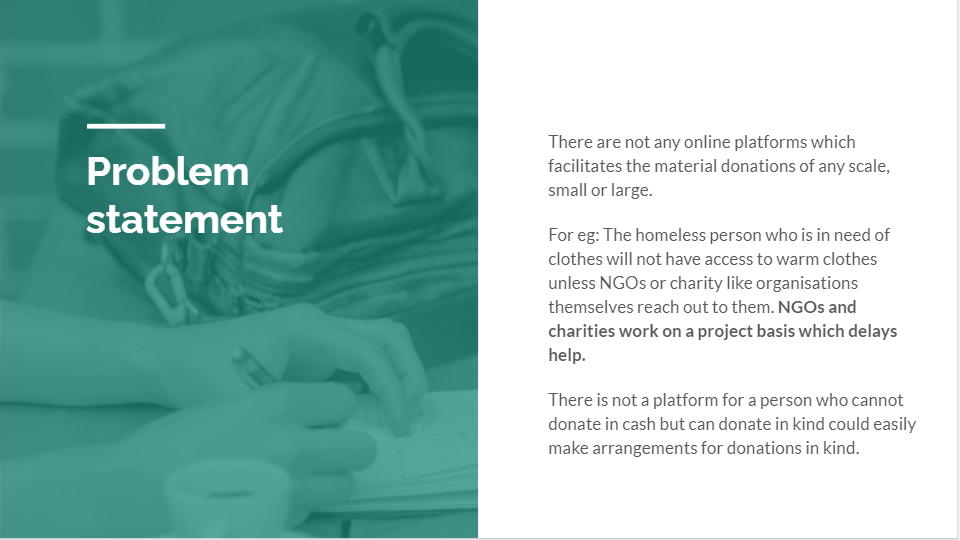 Problem
statement
There are not any online platforms which
facilitates the material donations of any scale,
small or large.
For eg: The homeless person who is in need of
clothes will not have access to warm clothes
unless NGOs or charity like organisations
themselves reach out to them. NGOs and
charities work on a project basis which delays
help.
There is not a platform for a person who cannot
donate in cash but can donate in kind could easily
make arrangements for donations in kind.